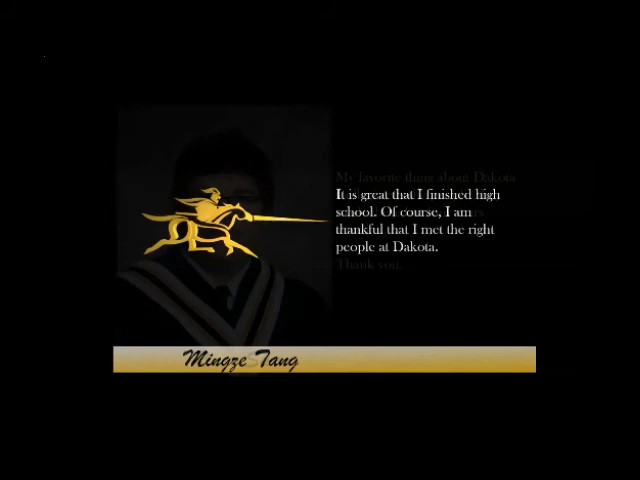 My favorite thing about Dakota
It is great that I finished high
school. Of course, I am
thankful that I met the right
people at Dakota.
Thank you.
Mingze Tang